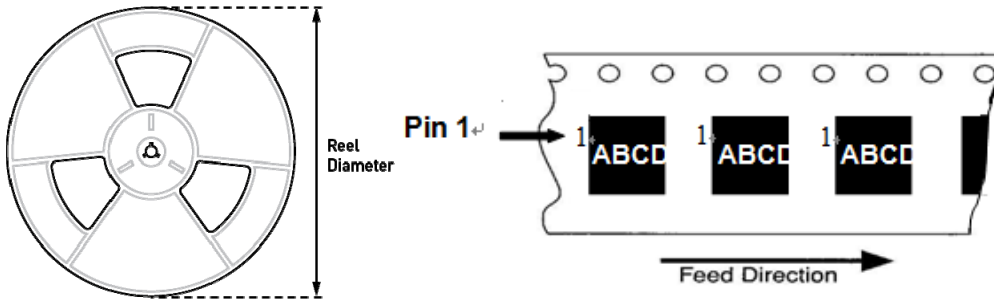 Reel
Diameter
Pin 1↵
1 ABCD
1 ABCD
1 ABCD
Feed Direction